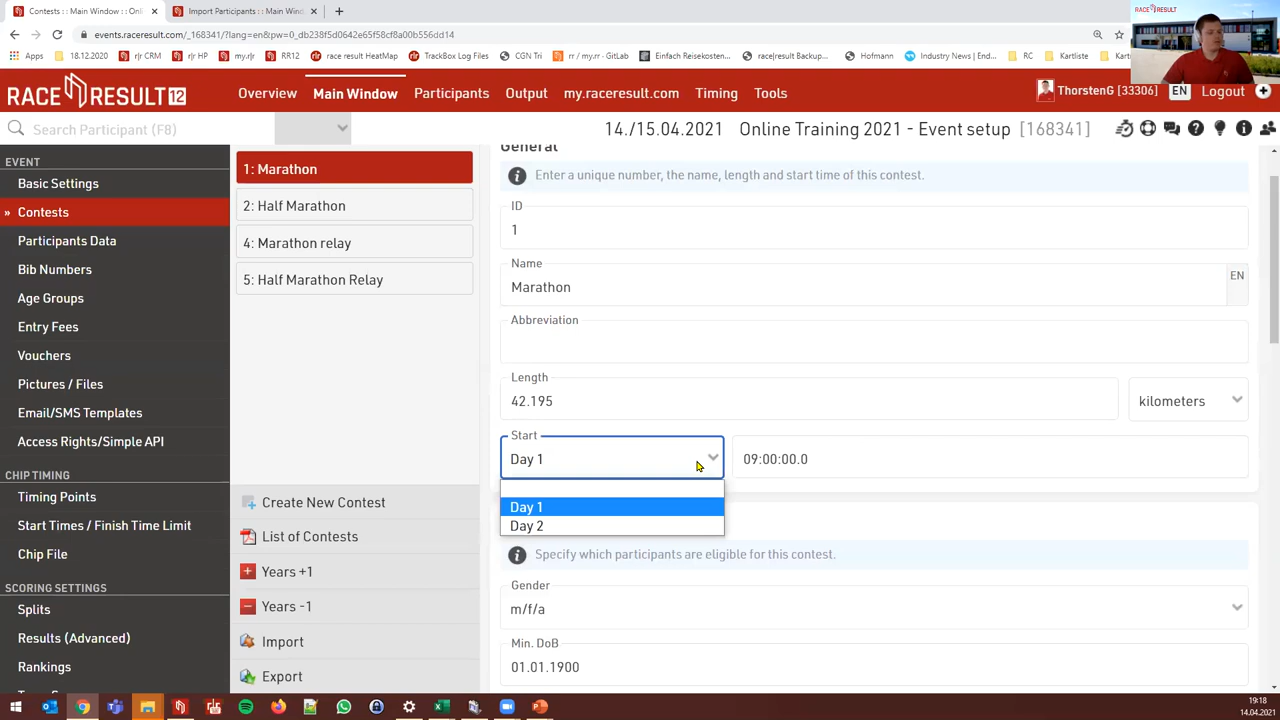 Contests : : Main Window : : Onli
Import Participants : : Main Wind
events.raceresult.com/_168341/?lang=en&pw=0_db238f5d0642e65f58cf8a00b556dd14
Apps
18.12.2020
r|r CRM
r|r HP
my.r|r
RR12
race result HeatMap
TrackBox Log Files
CGN Tri
rr / my.rr · GitLab
Einfach Reisekosten...
race|result Backup...
Hofmann
Industry News | End...
RC
Kartliste
RACE RESULT 12
Overview
Main Window
Participants
Output
my.raceresult.com
Timing
Tools
ThorstenG [33306]
EN
Logout
Search Participant (F8)
14./15.04.2021
Online Training 2021 - Event setup
[168341]
EVENT
Basic Settings
» Contests
Participants Data
Bib Numbers
Age Groups
Entry Fees
Vouchers
Pictures / Files
Email/SMS Templates
Access Rights/Simple API
CHIP TIMING
Timing Points
Start Times / Finish Time Limit
Chip File
SCORING SETTINGS
Splits
Results (Advanced)
Rankings
1: Marathon
2: Half Marathon
4: Marathon relay
5: Half Marathon Relay
Create New Contest
List of Contests
Years +1
Years -1
Import
Export
General
Enter a unique number, the name, length and start time of this contest.
ID
1
Name
Marathon
EN
Abbreviation
Length
42.195
kilometers
Start
Day 1
09:00:00.0
Day 1
Day 2
Specify which participants are eligible for this contest.
Gender
m/f/a
Min. DoB
01.01.1900
19:18
14.04.2021